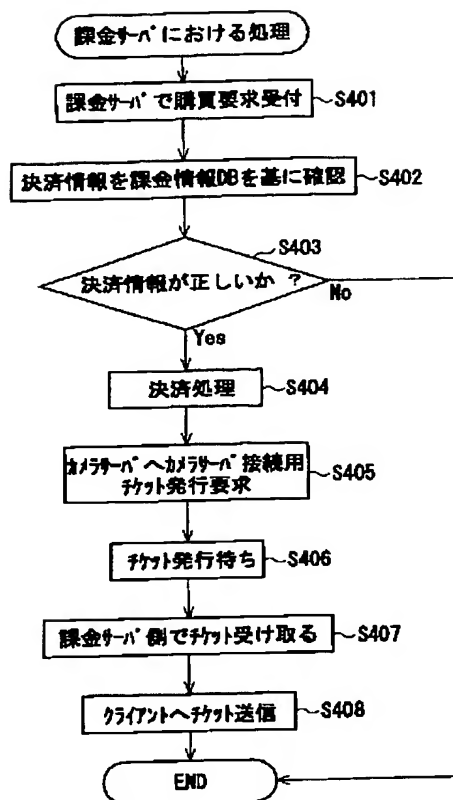 課金ｻｰﾊﾞにおける処理
課金ｻｰﾊﾞで購買要求受付
S401
決済情報を課金情報DBを基に確認
S402
S403
決済情報が正しいか ?
No
Yes
決済処理
S404
ｶﾒﾗｻｰﾊﾞへｶﾒﾗｻｰﾊﾞ接続用
ﾁｹｯﾄ発行要求
S405
ﾁｹｯﾄ発行待ち
S406
課金ｻｰﾊﾞ側でﾁｹｯﾄ受け取る
S407
ｸﾗｲｱﾝﾄへﾁｹｯﾄ送信
S408
END